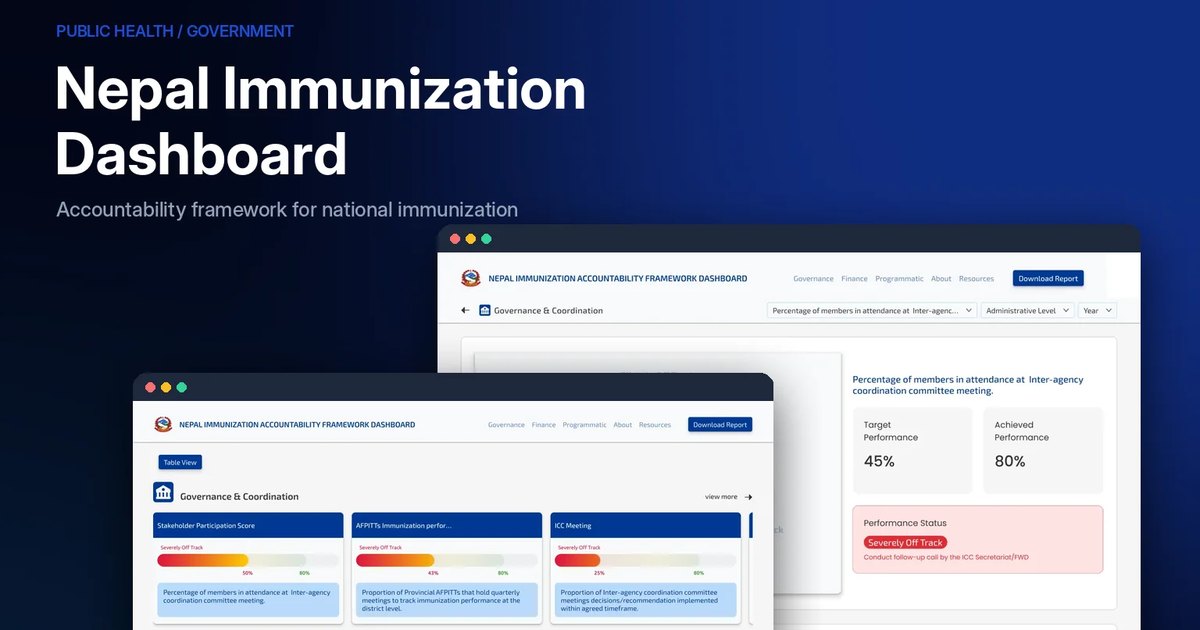 PUBLIC HEALTH / GOVERNMENT
Nepal Immunization
Dashboard
Accountability framework for national immunization
NEPAL IMMUNIZATION ACCOUNTABILITY FRAMEWORK DASHBOARD
Governance Finance Programmatic About Resources Download Report
Governance & Coordination
Percentage of members in attendance at Inter-agenc... Administrative Level Year
Percentage of members in attendance at Inter-agency
coordination committee meeting.
Target
Performance
45%
Achieved
Performance
80%
Performance Status
Severely Off Track
Conduct follow-up call by the ICC Secretariat/FWD
NEPAL IMMUNIZATION ACCOUNTABILITY FRAMEWORK DASHBOARD
Governance Finance Programmatic About Resources Download Report
Table View
Governance & Coordination
view more
Stakeholder Participation Score
Severely Off Track
50% 80%
Percentage of members in attendance at Inter-agency
coordination committee meeting.
AFPITTs Immunization perfor...
Severely Off Track
43% 80%
Proportion of Provincial AFPITTs that hold quarterly
meetings to track immunization performance at the
district level.
ICC Meeting
Severely Off Track
25% 80%
Proportion of Inter-agency coordination committee
meetings decisions/recommendation implemented
within agreed timeframe.